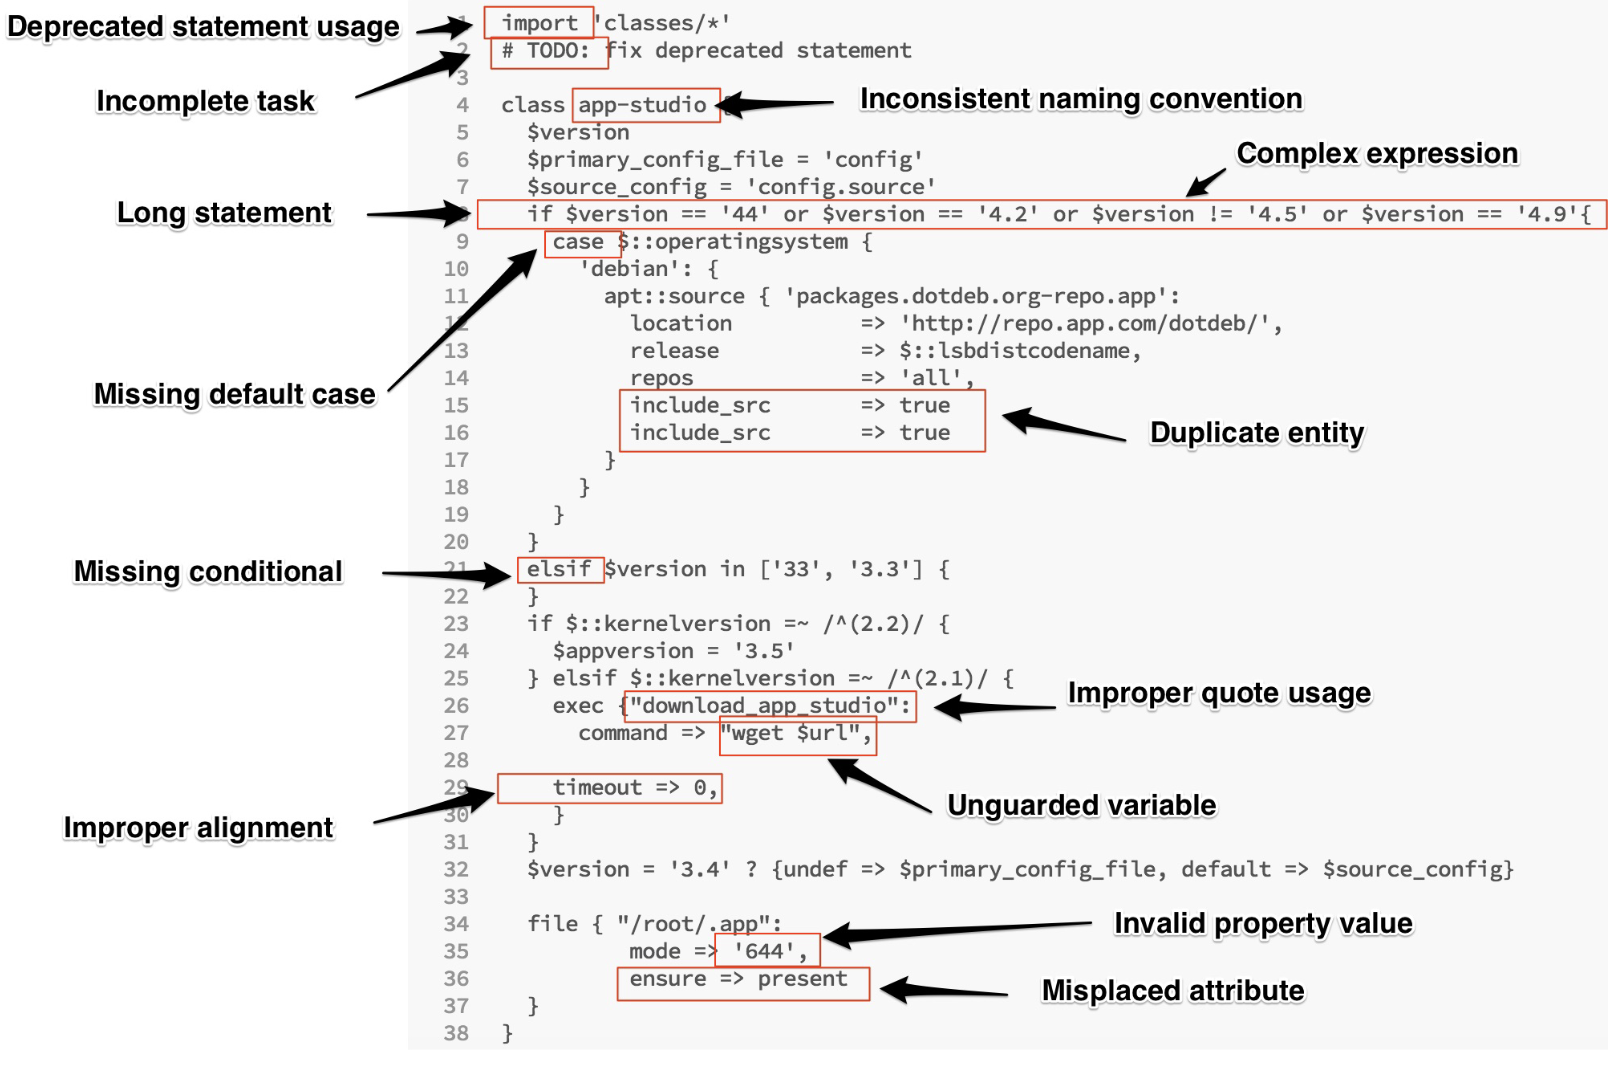 Deprecated statement usage
1 import 'classes/*'
2 # TODO: fix deprecated statement
Incomplete task
3
4 class app-studio {
Inconsistent naming convention
5 $version
6 $primary_config_file = 'config'
Complex expression
7 $source_config = 'config.source'
Long statement
8 if $version == '44' or $version == '4.2' or $version != '4.5' or $version == '4.9'{
9 case $::operatingsystem {
10 'debian': {
11 apt::source { 'packages.dotdeb.org-repo.app':
12 location => 'http://repo.app.com/dotdeb/',
13 release => $::lsbdistcodename,
14 repos => 'all',
Missing default case
15 include_src => true
16 include_src => true
Duplicate entity
17 }
18 }
19 }
20 }
Missing conditional
21 elsif $version in ['33', '3.3'] {
22 }
23 if $::kernelversion =~ /^(2.2)/ {
24 $appversion = '3.5'
25 } elsif $::kernelversion =~ /^(2.1)/ {
Improper quote usage
26 exec {"download_app_studio":
27 command => "wget $url",
28
29 timeout => 0,
Unguarded variable
30 }
Improper alignment
31 }
32 $version = '3.4' ? {undef => $primary_config_file, default => $source_config}
33
34 file { "/root/.app":
Invalid property value
35 mode => '644',
36 ensure => present
Misplaced attribute
37 }
38 }